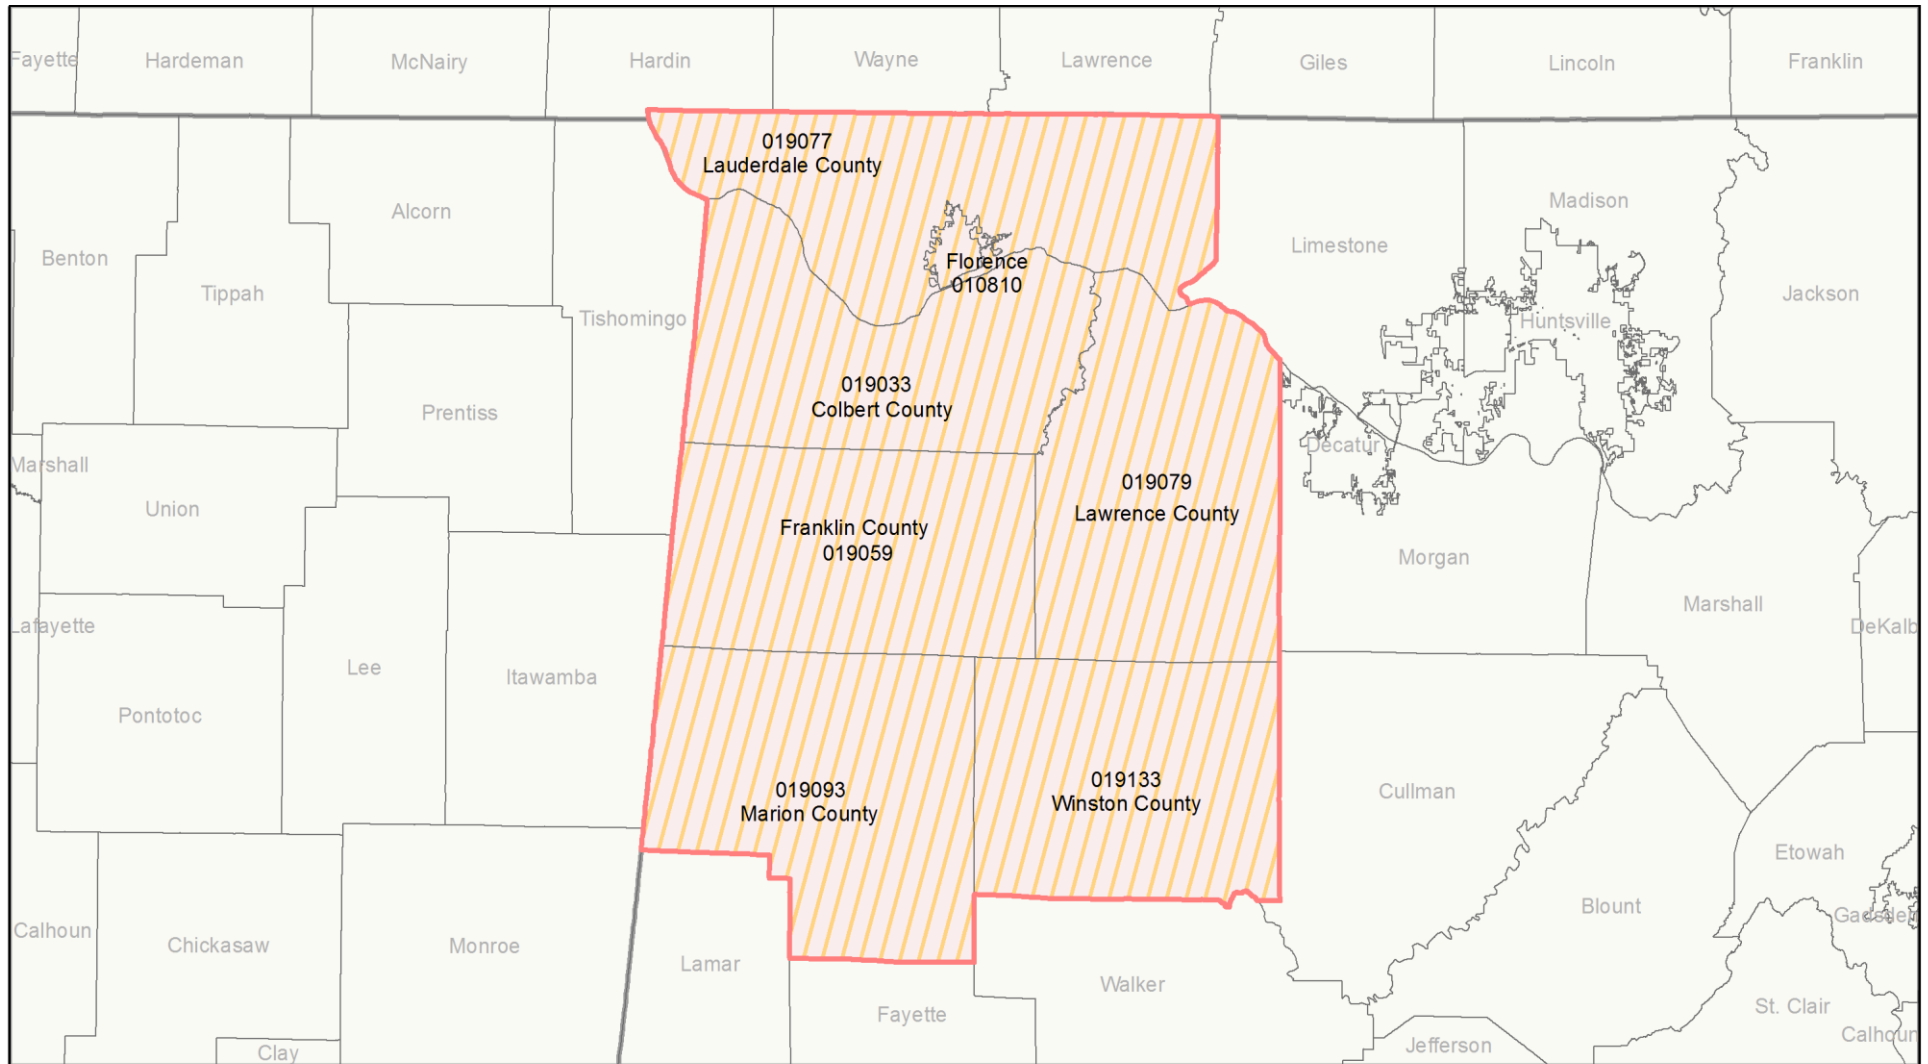 Fayette
Hardeman
McNairy
Hardin
Wayne
Lawrence
Giles
Lincoln
Franklin
019077
Lauderdale County
Alcorn
Madison
Benton
Limestone
Tippah
Florence
010810
Jackson
Tishomingo
Huntsville
019033
Colbert County
Prentiss
Marshall
Decatur
Union
019079
Lawrence County
Franklin County
019059
Morgan
Marshall
Lafayette
DeKalb
Lee
Itawamba
Pontotoc
019093
Marion County
019133
Winston County
Cullman
Etowah
Calhoun
Chickasaw
Monroe
Blount
Gadsden
Lamar
Walker
Fayette
St. Clair
Calhoun
Clay
Jefferson